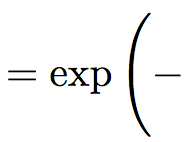 = exp (−